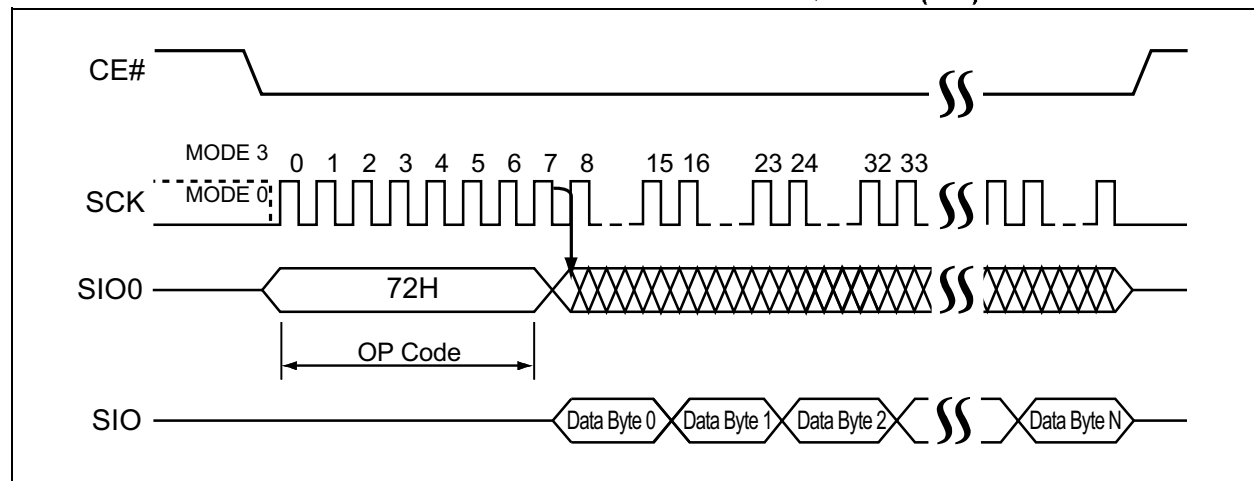 CE#
MODE 3
0 1 2 3 4 5 6 7 8 15 16 23 24 32 33
SCK
MODE 0
SIO0
72H
OP Code
SIO
Data Byte 0 Data Byte 1 Data Byte 2 Data Byte N